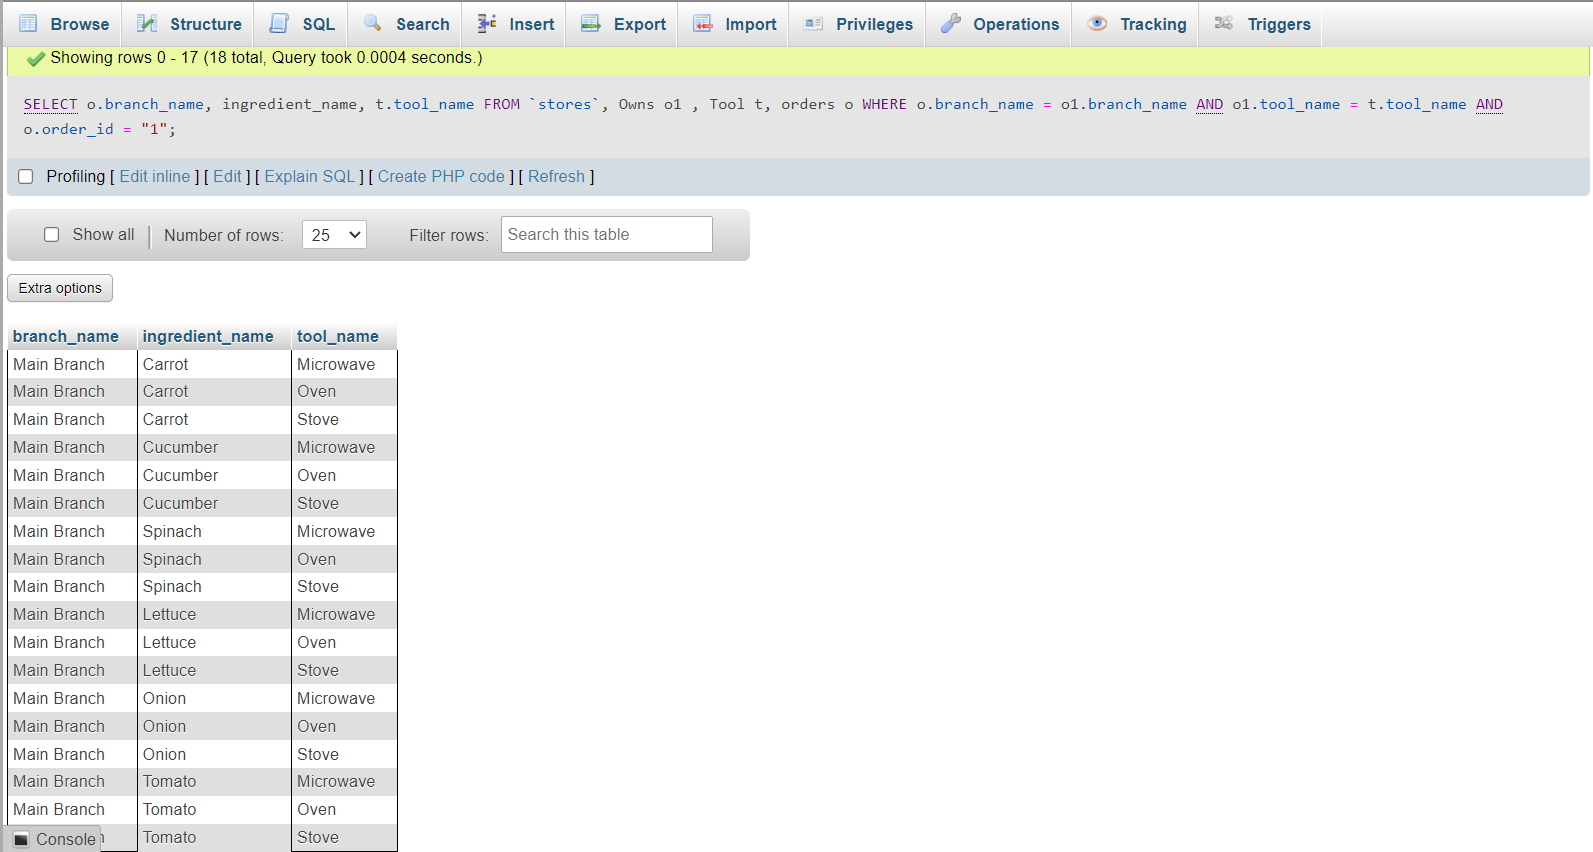 Browse Structure SQL Search Insert Export Import Privileges Operations Tracking Triggers
Showing rows 0 - 17 (18 total, Query took 0.0004 seconds.)
SELECT o.branch_name, ingredient_name, t.tool_name FROM `stores`, Owns o1 , Tool t, orders o WHERE o.branch_name = o1.branch_name AND o1.tool_name = t.tool_name AND
o.order_id = "1";
Profiling [ Edit inline ] [ Edit ] [ Explain SQL ] [ Create PHP code ] [ Refresh ]
Show all Number of rows: 25 Filter rows: Search this table
Extra options
branch_name ingredient_name tool_name
Main Branch Carrot Microwave
Main Branch Carrot Oven
Main Branch Carrot Stove
Main Branch Cucumber Microwave
Main Branch Cucumber Oven
Main Branch Cucumber Stove
Main Branch Spinach Microwave
Main Branch Spinach Oven
Main Branch Spinach Stove
Main Branch Lettuce Microwave
Main Branch Lettuce Oven
Main Branch Lettuce Stove
Main Branch Onion Microwave
Main Branch Onion Oven
Main Branch Onion Stove
Main Branch Tomato Microwave
Main Branch Tomato Oven
Console Tomato Stove